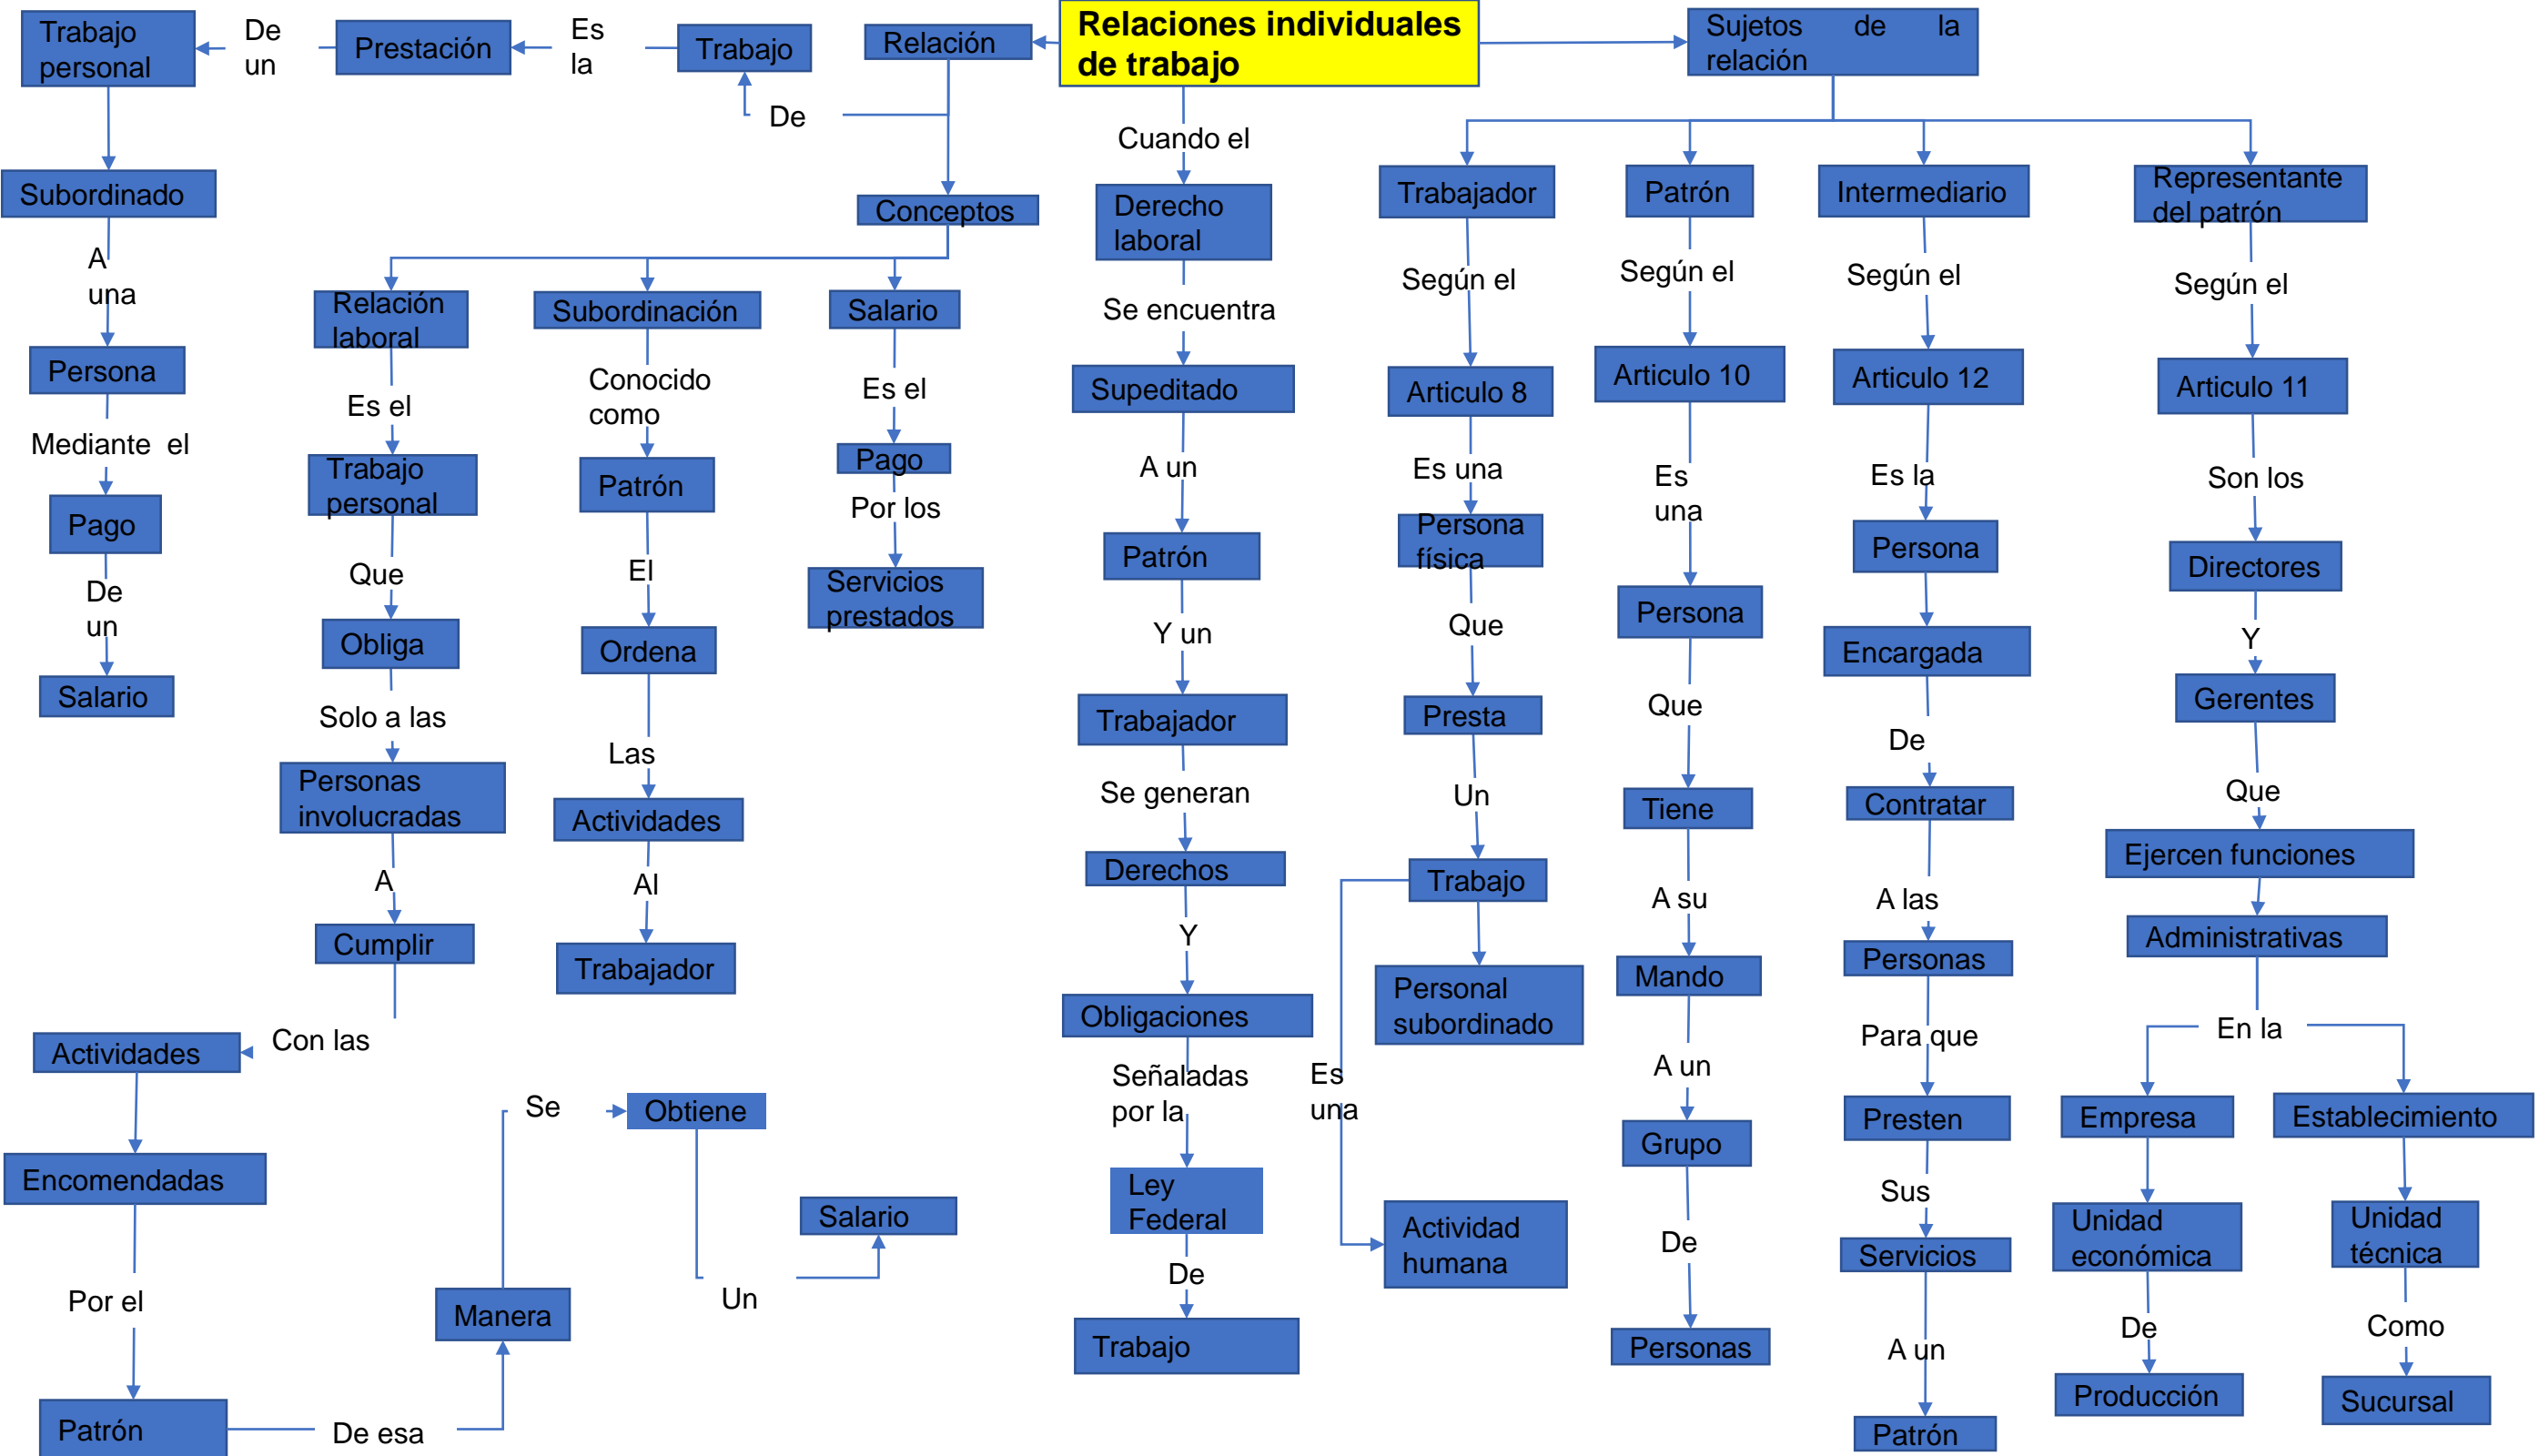 Relaciones individuales
de trabajo
Relación
De
Trabajo
Es
la
Prestación
De
un
Trabajo
personal
Subordinado
A
una
Persona
Mediante el
Pago
De
un
Salario
Conceptos
Relación
laboral
Es el
Trabajo
personal
Que
Obliga
Solo a las
Personas
involucradas
A
Cumplir
Con las
Actividades
Encomendadas
Por el
Patrón
De esa
Manera
Se
Obtiene
Un
Salario
Subordinación
Conocido
como
Patrón
El
Ordena
Las
Actividades
Al
Trabajador
Salario
Es el
Pago
Por los
Servicios
prestados
Cuando el
Derecho
laboral
Se encuentra
Supeditado
A un
Patrón
Y un
Trabajador
Se generan
Derechos
Y
Obligaciones
Señaladas
por la
Ley
Federal
De
Trabajo
Sujetos de la
relación
Trabajador
Según el
Articulo 8
Es una
Persona
física
Que
Presta
Un
Trabajo
Personal
subordinado
Es
una
Actividad
humana
Patrón
Según el
Articulo 10
Es
una
Persona
Que
Tiene
A su
Mando
A un
Grupo
De
Personas
Intermediario
Según el
Articulo 12
Es la
Persona
Encargada
De
Contratar
A las
Personas
Para que
Presten
Sus
Servicios
A un
Patrón
Representante
del patrón
Según el
Articulo 11
Son los
Directores
Y
Gerentes
Que
Ejercen funciones
Administrativas
En la
Empresa
Unidad
económica
De
Producción
Establecimiento
Unidad
técnica
Como
Sucursal